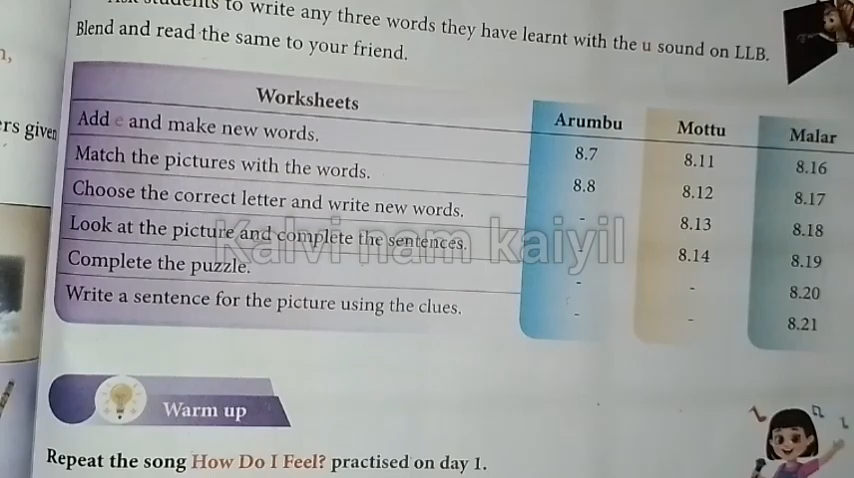 to write any three words they have learnt with the u sound on LLB.
Blend and read the same to your friend.
Worksheets Arumbu Mottu Malar
Add e and make new words. 8.7 8.11 8.16
Match the pictures with the words. 8.8 8.12 8.17
Choose the correct letter and write new words. - 8.13 8.18
Look at the picture and complete the sentences. - 8.14 8.19
Complete the puzzle. - - 8.20
Write a sentence for the picture using the clues. - - 8.21
given
Kalvi nam kaiyil
Warm up
Repeat the song How Do I Feel? practised on day 1.